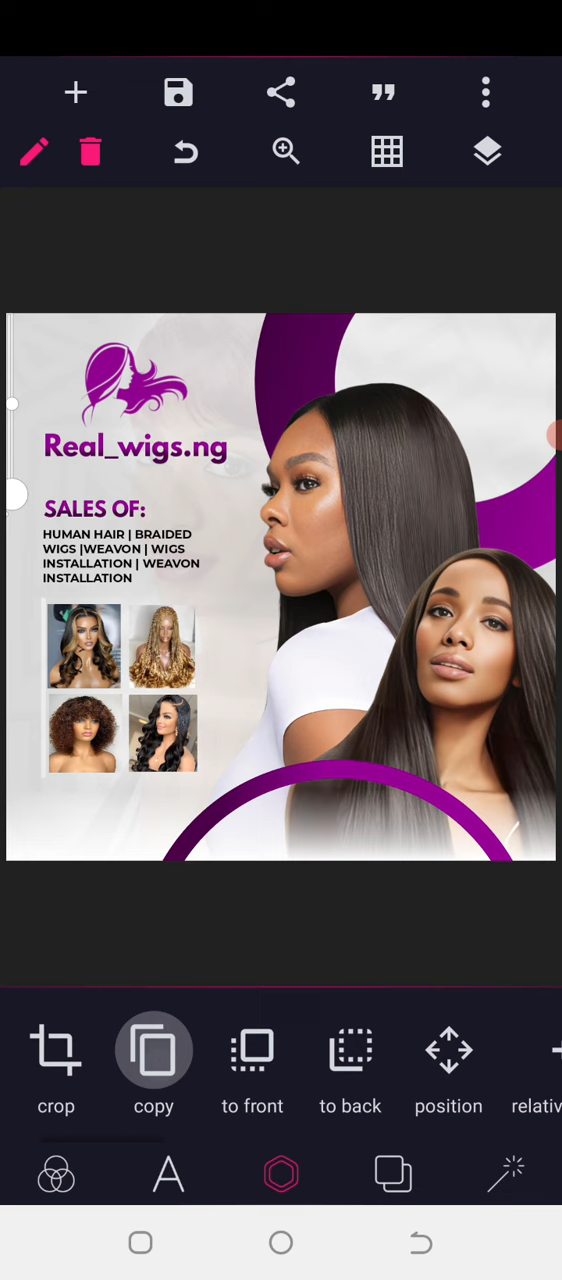 Real_wigs.ng
SALES OF:
HUMAN HAIR | BRAIDED
WIGS |WEAVON | WIGS
INSTALLATION | WEAVON
INSTALLATION
crop
copy
to front
to back
position
relativ